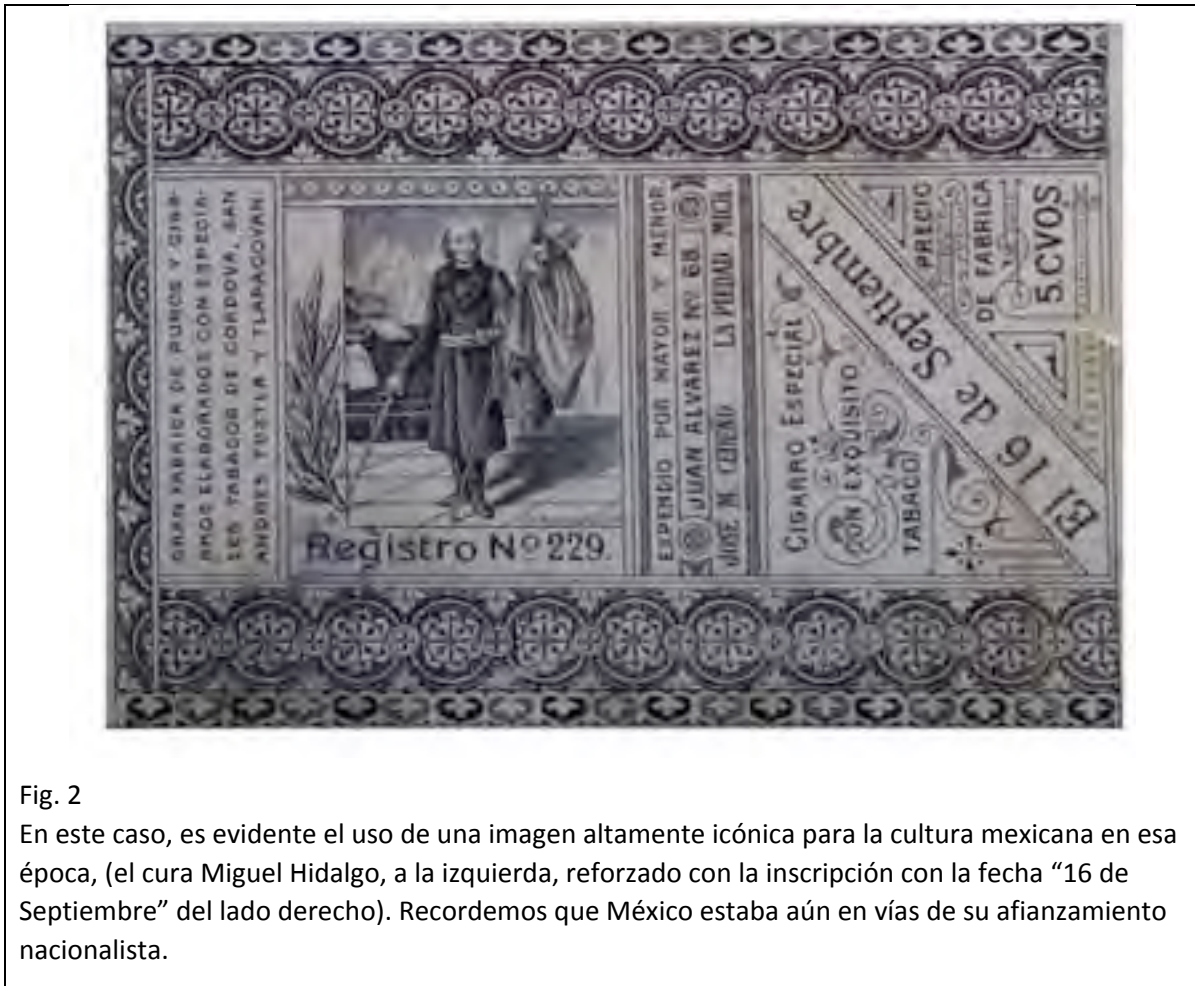 GRAN FABRICA DE PUROS Y CIGA-
RROS ELABORADOS CON ESPECIA-
LES TABACOS DE CORDOVA, SAN
ANDRES TUXTLA Y
Registro Nº 229.
EXPENDIO POR MAYOR Y MENOR.
JUAN ALVAREZ Nº 68.
JOSE M. LA PIEDAD MICH.
CIGARRO ESPECIAL
CON EXQUISITO
TABACO
El 16 de Septiembre
PRECIO
DE FABRICA
5 CVOS.
Fig. 2
En este caso, es evidente el uso de una imagen altamente icónica para la cultura mexicana en esa
época, (el cura Miguel Hidalgo, a la izquierda, reforzado con la inscripción con la fecha “16 de
Septiembre” del lado derecho). Recordemos que México estaba aún en vías de su afianzamiento
nacionalista.